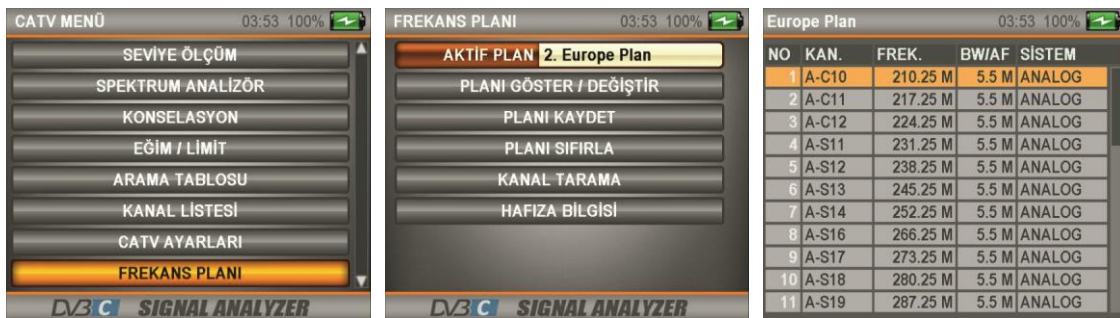 CATV MENÜ 03:53 100%
SEVİYE ÖLÇÜM
SPEKTRUM ANALİZÖR
KONSELASYON
EĞİM / LİMİT
ARAMA TABLOSU
KANAL LİSTESİ
CATV AYARLARI
FREKANS PLANI
DVB C SIGNAL ANALYZER
FREKANS PLANI 03:53 100%
AKTİF PLAN 2. Europe Plan
PLANI GÖSTER / DEĞİŞTİR
PLANI KAYDET
PLANI SIFIRLA
KANAL TARAMA
HAFIZA BİLGİSİ
DVB C SIGNAL ANALYZER
Europe Plan 03:53 100%
NO KAN. FREK. BW/AF SİSTEM
1 A-C10 210.25 M 5.5 M ANALOG
2 A-C11 217.25 M 5.5 M ANALOG
3 A-C12 224.25 M 5.5 M ANALOG
4 A-S11 231.25 M 5.5 M ANALOG
5 A-S12 238.25 M 5.5 M ANALOG
6 A-S13 245.25 M 5.5 M ANALOG
7 A-S14 252.25 M 5.5 M ANALOG
8 A-S16 266.25 M 5.5 M ANALOG
9 A-S17 273.25 M 5.5 M ANALOG
10 A-S18 280.25 M 5.5 M ANALOG
11 A-S19 287.25 M 5.5 M ANALOG